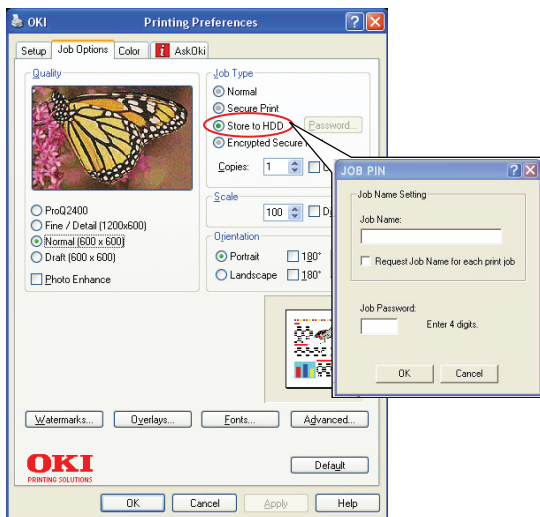 OKI Printing Preferences
Setup Job Options Color i AskOki
Quality
ProQ2400
Fine / Detail (1200x600)
Normal (600 x 600)
Draft (600 x 600)
Photo Enhance
Job Type
Normal
Secure Print
Store to HDD Password...
Encrypted Secure
Copies: 1
Scale
100
Orientation
Portrait 180°
Landscape 180°
Watermarks... Overlays... Fonts... Advanced...
OKI
PRINTING SOLUTIONS
Default
OK Cancel Apply Help
JOB PIN
Job Name Setting
Job Name:
Request Job Name for each print job
Job Password:
Enter 4 digits.
OK Cancel